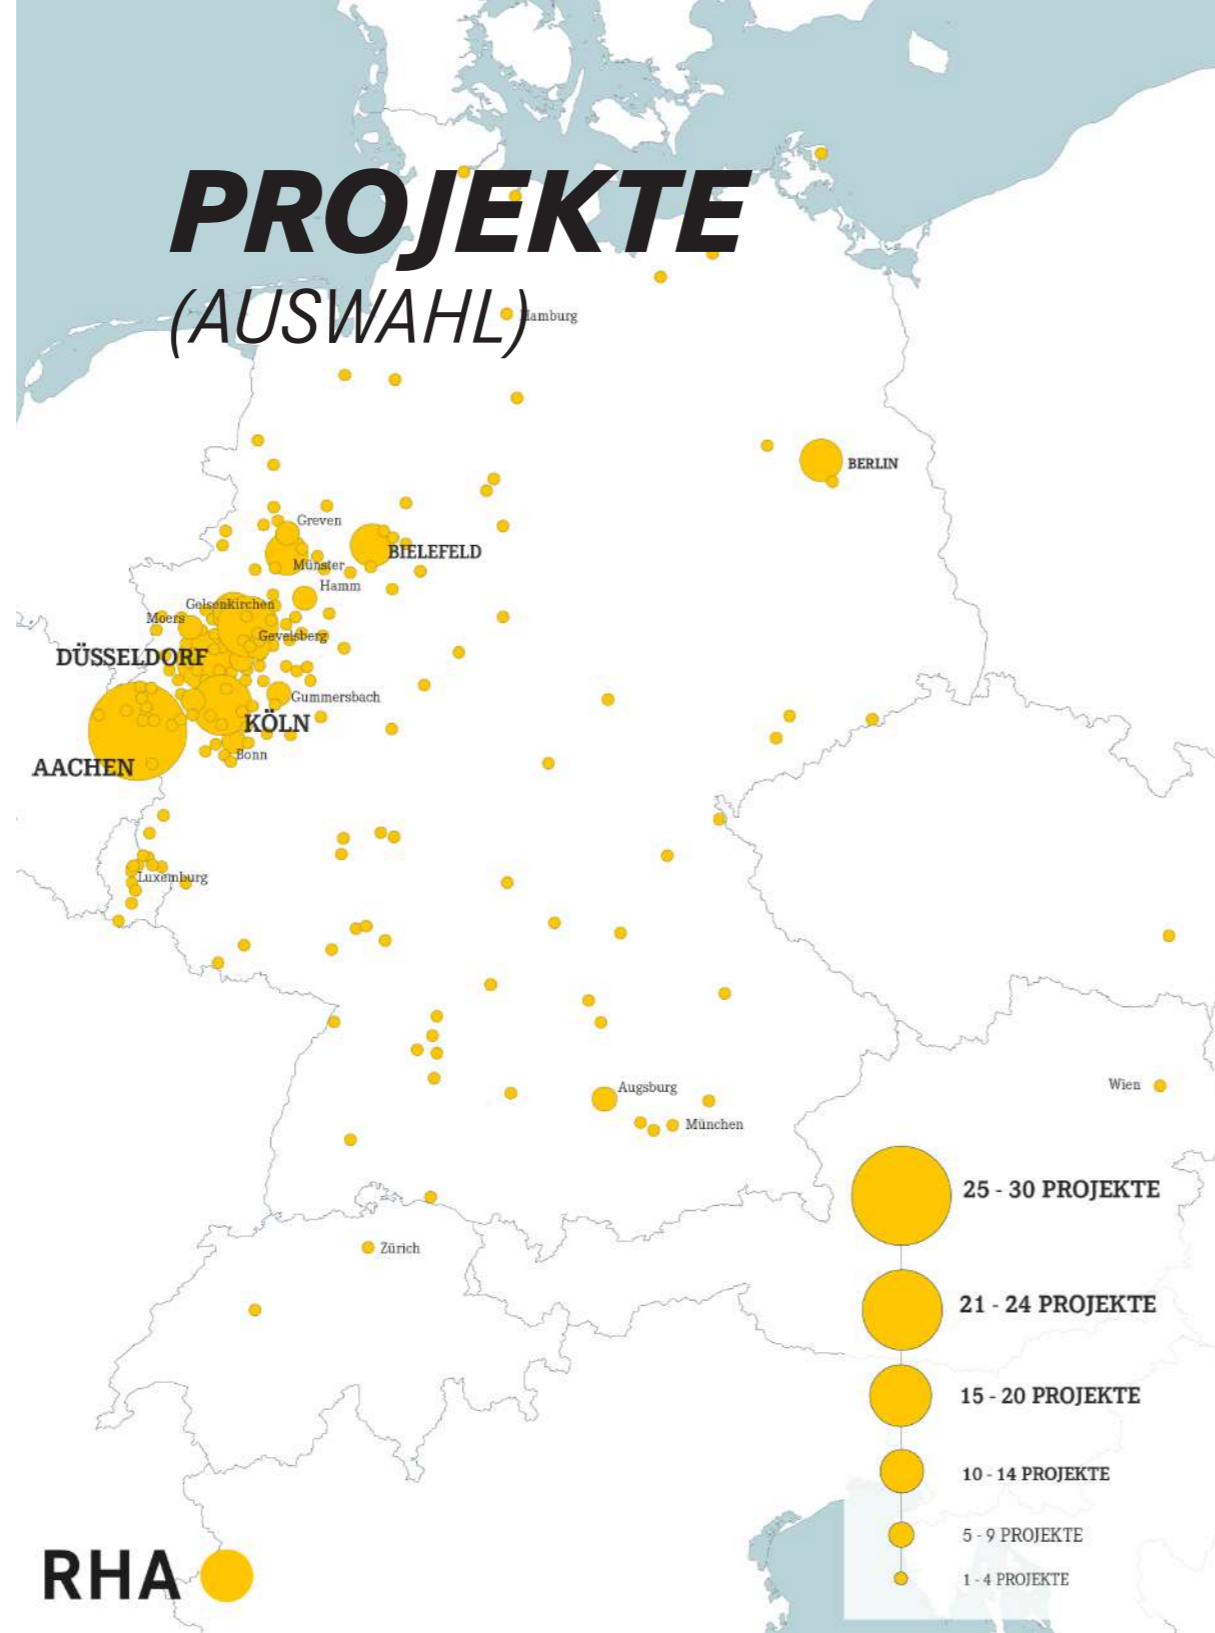 PROJEKTE
(AUSWAHL)
Hamburg
BERLIN
Greven
BIELEFELD
Münster
Hamm
Gelsenkirchen
Moers
Gevelsberg
DÜSSELDORF
Gummersbach
KÖLN
Bonn
AACHEN
Luxemburg
Augsburg
Wien
München
25 - 30 PROJEKTE
Zürich
21 - 24 PROJEKTE
15 - 20 PROJEKTE
10 - 14 PROJEKTE
5 - 9 PROJEKTE
1 - 4 PROJEKTE
RHA